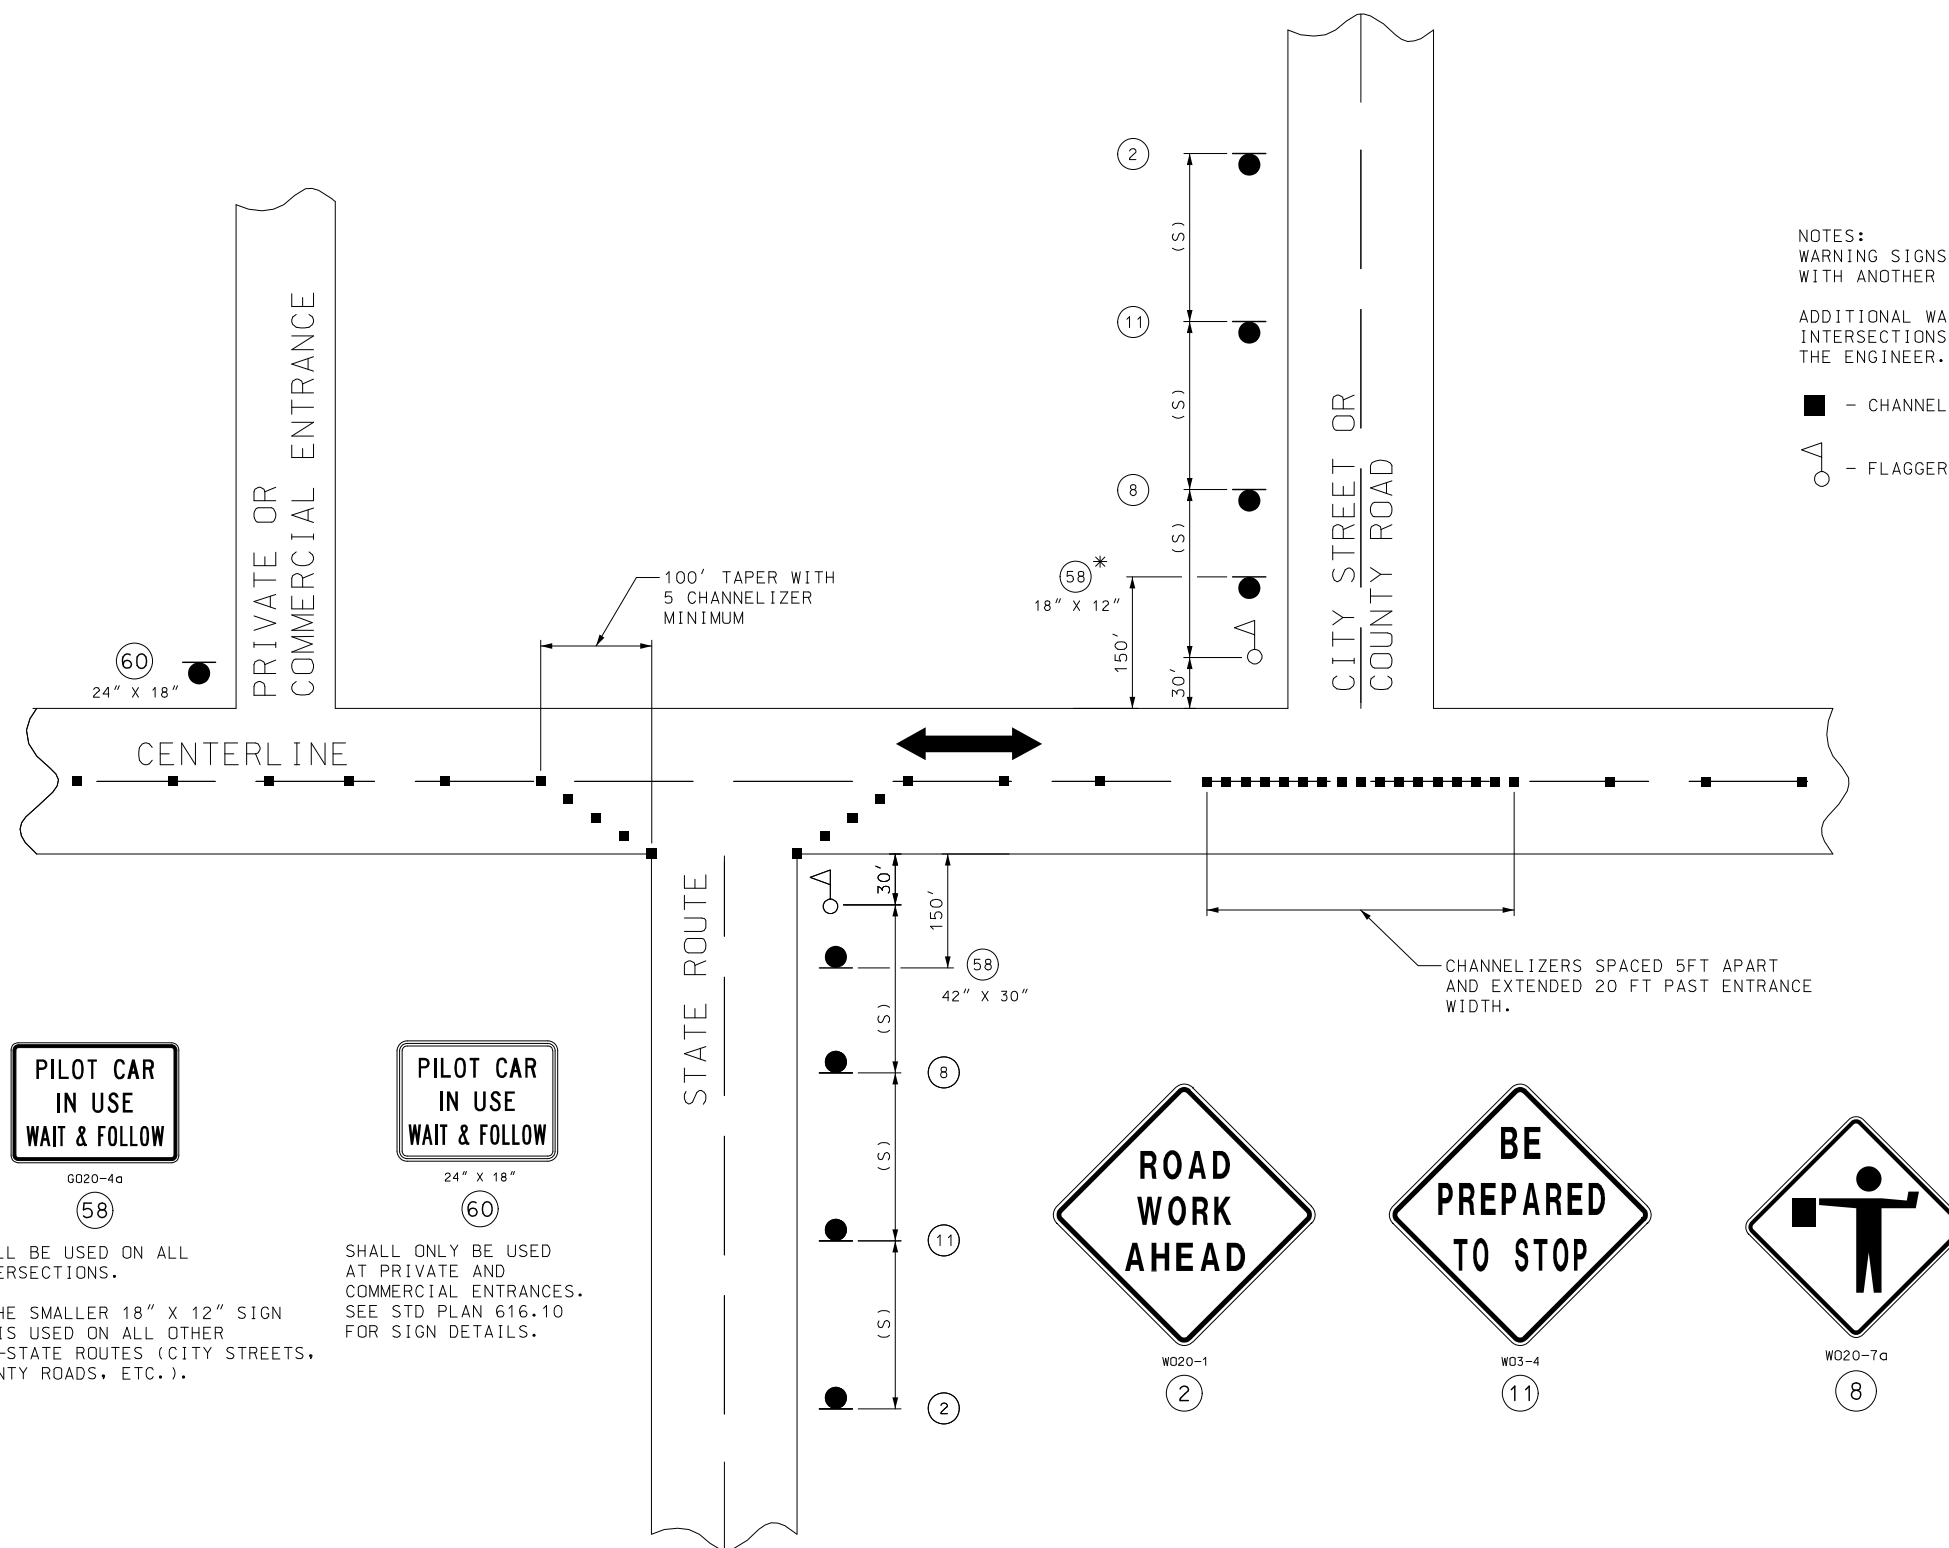 2
(S)
NOTES:
WARNING SIGNS
WITH ANOTHER
11
ADDITIONAL WA
INTERSECTIONS
THE ENGINEER.
(S)
- CHANNEL
- FLAGGER
8
(S)
PRIVATE OR
COMMERCIAL ENTRANCE
CITY STREET OR
COUNTY ROAD
100' TAPER WITH
5 CHANNELIZER
MINIMUM
58*
18" X 12"
150'
30'
60
24" X 18"
CENTERLINE
STATE ROUTE
30'
150'
58
42" X 30"
CHANNELIZERS SPACED 5FT APART
AND EXTENDED 20 FT PAST ENTRANCE
WIDTH.
(S)
8
(S)
11
(S)
2
PILOT CAR
IN USE
WAIT & FOLLOW
G020-4a
58
LL BE USED ON ALL
ERSECTIONS.
HE SMALLER 18" X 12" SIGN
IS USED ON ALL OTHER
-STATE ROUTES (CITY STREETS,
NTY ROADS, ETC.).
PILOT CAR
IN USE
WAIT & FOLLOW
24" X 18"
60
SHALL ONLY BE USED
AT PRIVATE AND
COMMERCIAL ENTRANCES.
SEE STD PLAN 616.10
FOR SIGN DETAILS.
ROAD
WORK
AHEAD
WO20-1
2
BE
PREPARED
TO STOP
WO3-4
11
WO20-7a
8